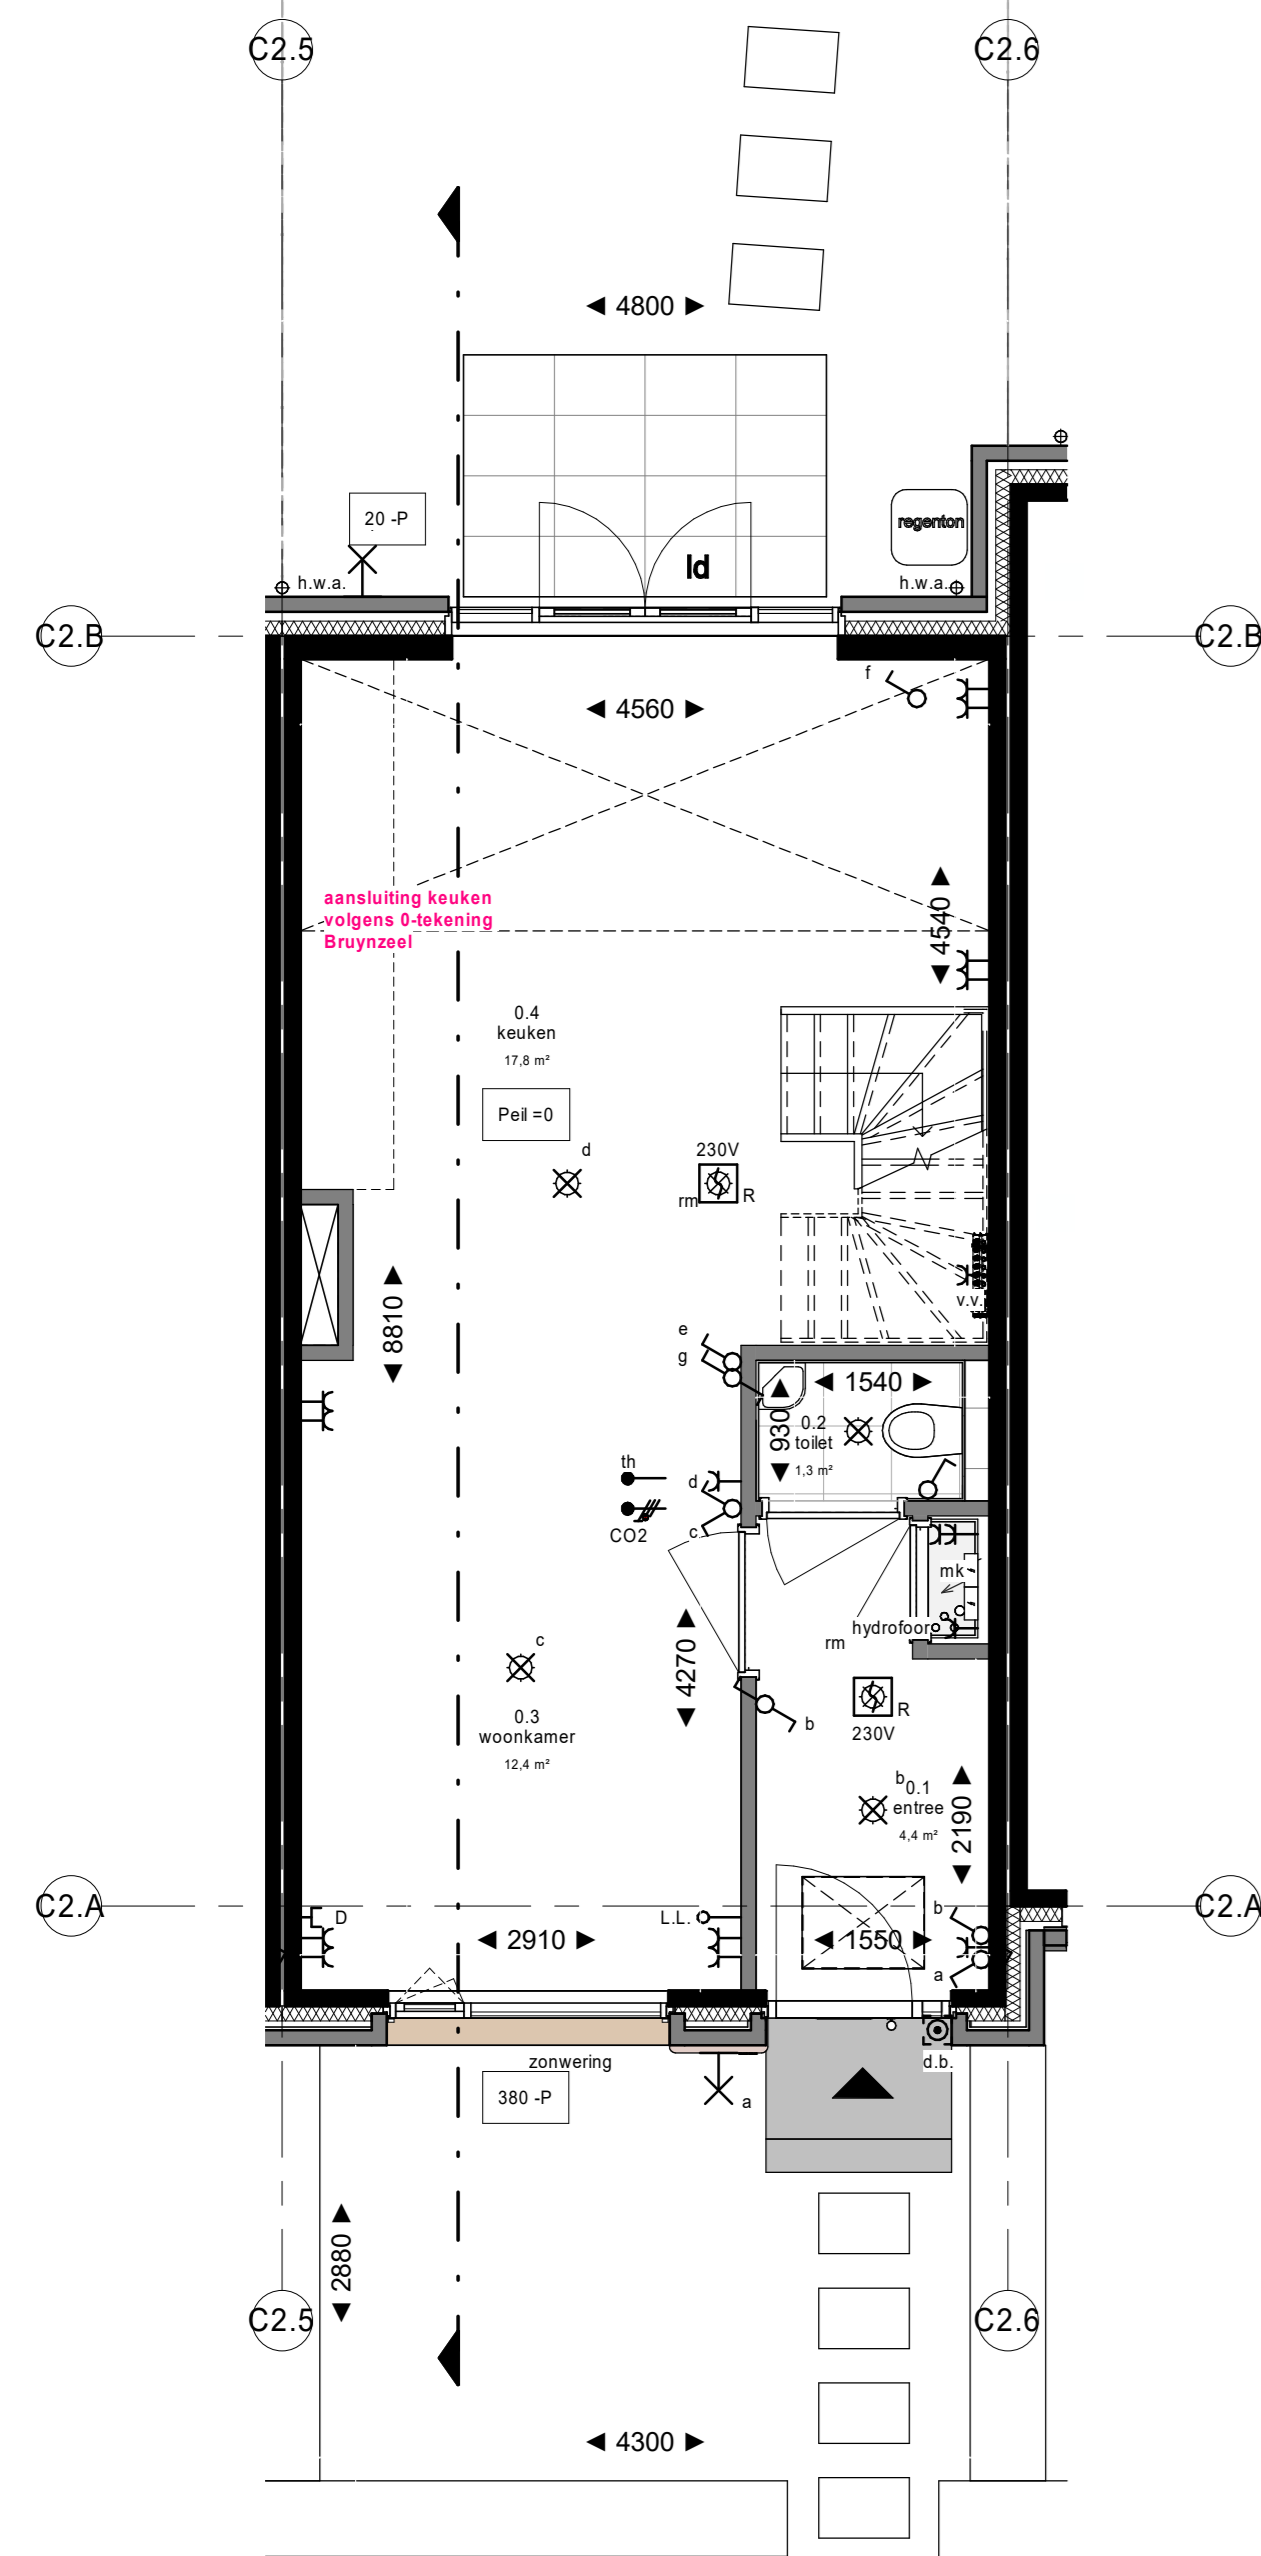 C2.5
C2.6
4800
20 -P
regenton
ld
h.w.a.
h.w.a.
C2.B
C2.B
f
4560
aansluiting keuken
volgens 0-tekening
Bruynzeel
4540
0.4
keuken
17,8 m²
Peil =0
d
230V
rm
R
v.v.
8810
e
g
1540
930
0.2
toilet
1,3 m²
th
d
CO2
c
mk
hydrofoor
rm
4270
c
0.3
woonkamer
12,4 m²
b
R
230V
b
0.1
entree
4,4 m²
2190
C2.A
C2.A
D
L.L.
b
2910
1550
a
zonwering
d.b.
380 -P
a
2880
C2.5
C2.6
4300